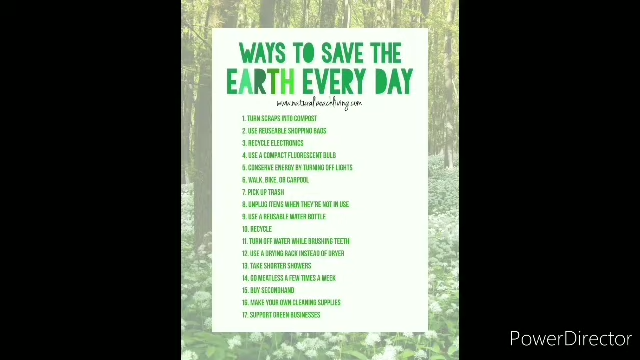 WAYS TO SAVE THE
EARTH EVERY DAY
1. TURN SCRAPS INTO COMPOST
2. USE REUSEABLE SHOPPING BAGS
3. RECYCLE ELECTRONICS
4. USE A COMPACT FLUORESCENT BULB
5. CONSERVE ENERGY BY TURNING OFF LIGHTS
6. WALK, BIKE, OR CARPOOL
7. PICK UP TRASH
8. UNPLUG ITEMS WHEN THEY'RE NOT IN USE
9. USE A REUSABLE WATER BOTTLE
10. RECYCLE
11. TURN OFF WATER WHILE BRUSHING TEETH
12. USE A DRYING RACK INSTEAD OF DRYER
13. TAKE SHORTER SHOWERS
14. GO MEATLESS A FEW TIMES A WEEK
15. BUY SECONDHAND
16. MAKE YOUR OWN CLEANING SUPPLIES
17. SUPPORT GREEN BUSINESSES
PowerDirector